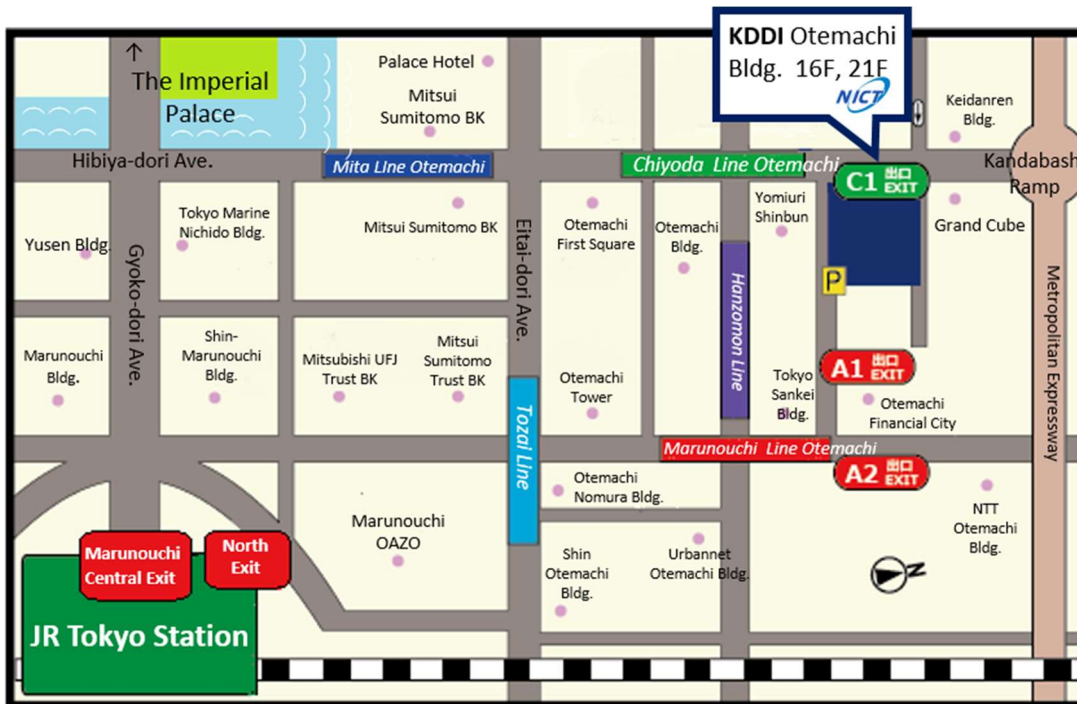 KDDI Otemachi
Bldg. 16F, 21F
NICT
The Imperial
Palace
Palace Hotel
Mitsui
Sumitomo BK
Keidanren
Bldg.
Hibiya-dori Ave.
Mita Line Otemachi
Chiyoda Line Otemachi
C1 出口
EXIT
Kandabash
Ramp
Yusen Bldg.
Gyoko-dori Ave.
Tokyo Marine
Nichido Bldg.
Mitsui Sumitomo BK
Eitai-dori Ave.
Otemachi
First Square
Otemachi
Bldg.
Hanzomon Line
Yomiuri
Shinbun
Grand Cube
P
Metropolitan Expressway
Marunouchi
Bldg.
Shin-
Marunouchi
Bldg.
Mitsubishi UFJ
Trust BK
Mitsui
Sumitomo
Trust BK
Tozai Line
Otemachi
Tower
Tokyo
Sankei
Bldg.
A1 出口
EXIT
Otemachi
Financial City
Marunouchi Line Otemachi
A2 出口
EXIT
Otemachi
Nomura Bldg.
NTT
Otemachi
Bldg.
Marunouchi
OAZO
Shin
Otemachi
Bldg.
Urbannet
Otemachi Bldg.
N
Marunouchi
Central Exit
North
Exit
JR Tokyo Station